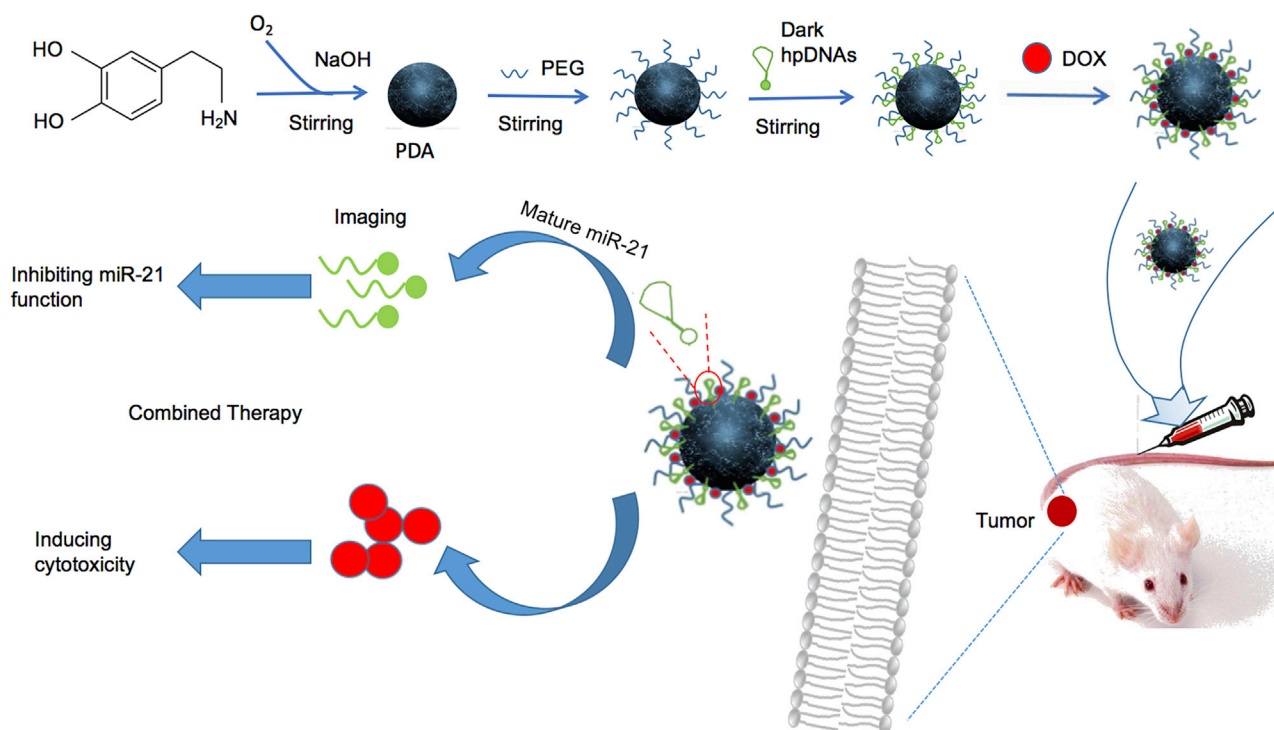 HO
HO
H₂N
O₂
NaOH
Stirring
PDA
PEG
Stirring
Dark
hpDNAs
Stirring
DOX
Imaging
Mature miR-21
Inhibiting miR-21
function
Combined Therapy
Inducing
cytotoxicity
Tumor